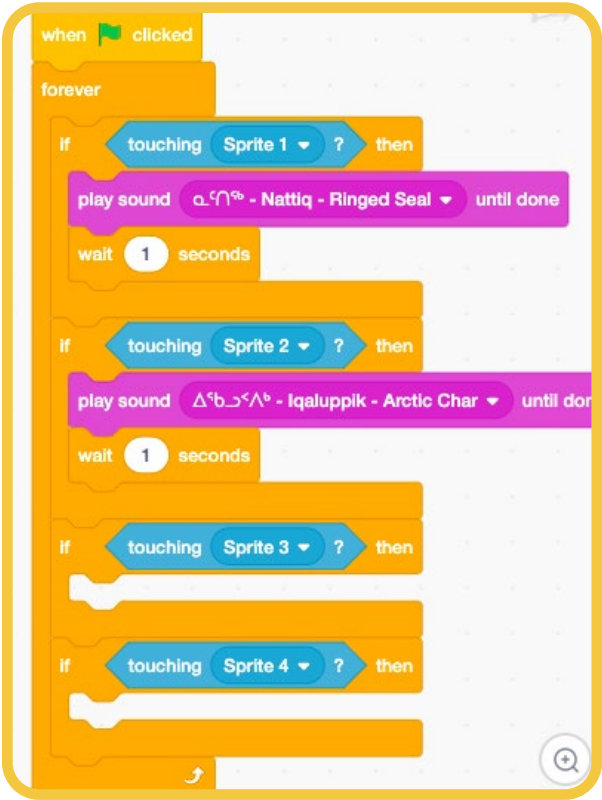 when clicked
forever
if touching Sprite 1 ? then
play sound ᓇᑦᑎᖅ - Nattiq - Ringed Seal until done
wait 1 seconds
if touching Sprite 2 ? then
play sound ᐃᖃᓗᑉᐱᒃ - Iqaluppik - Arctic Char until don
wait 1 seconds
if touching Sprite 3 ? then
if touching Sprite 4 ? then